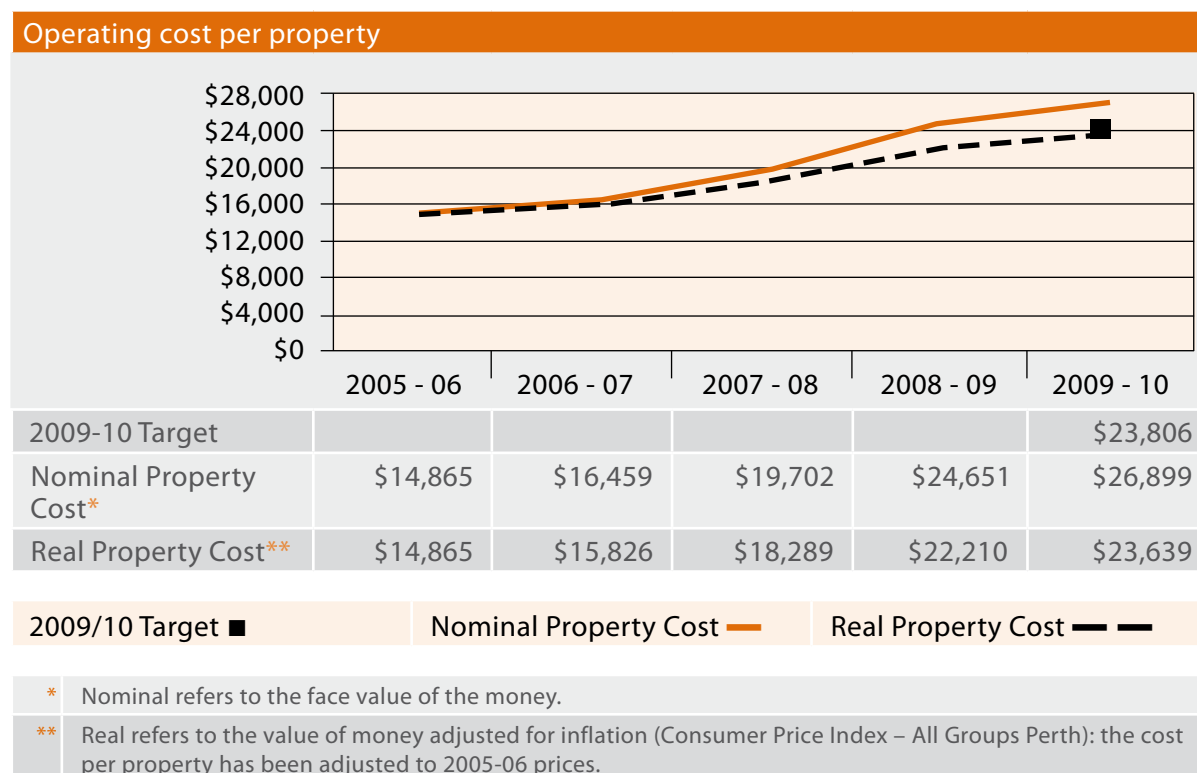 Operating cost per property
$28,000
$24,000
$20,000
$16,000
$12,000
$8,000
$4,000
$0
2005 - 06 2006 - 07 2007 - 08 2008 - 09 2009 - 10
2009-10 Target $23,806
Nominal Property $14,865 $16,459 $19,702 $24,651 $26,899
Cost*
Real Property Cost** $14,865 $15,826 $18,289 $22,210 $23,639
2009/10 Target ■ Nominal Property Cost Real Property Cost
* Nominal refers to the face value of the money.
** Real refers to the value of money adjusted for inflation (Consumer Price Index – All Groups Perth): the cost
per property has been adjusted to 2005-06 prices.